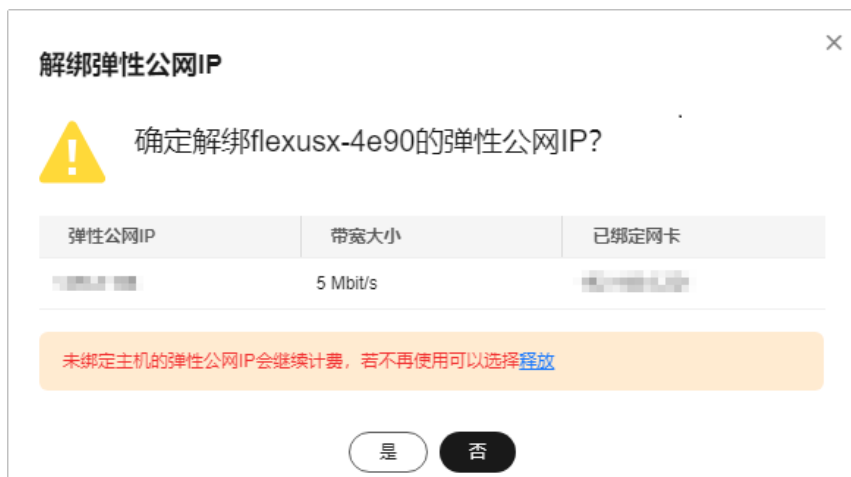 解绑弹性公网IP
确定解绑flexusx-4e90的弹性公网IP?
弹性公网IP 带宽大小 已绑定网卡
5 Mbit/s
未绑定主机的弹性公网IP会继续计费，若不再使用可以选择释放
是 否